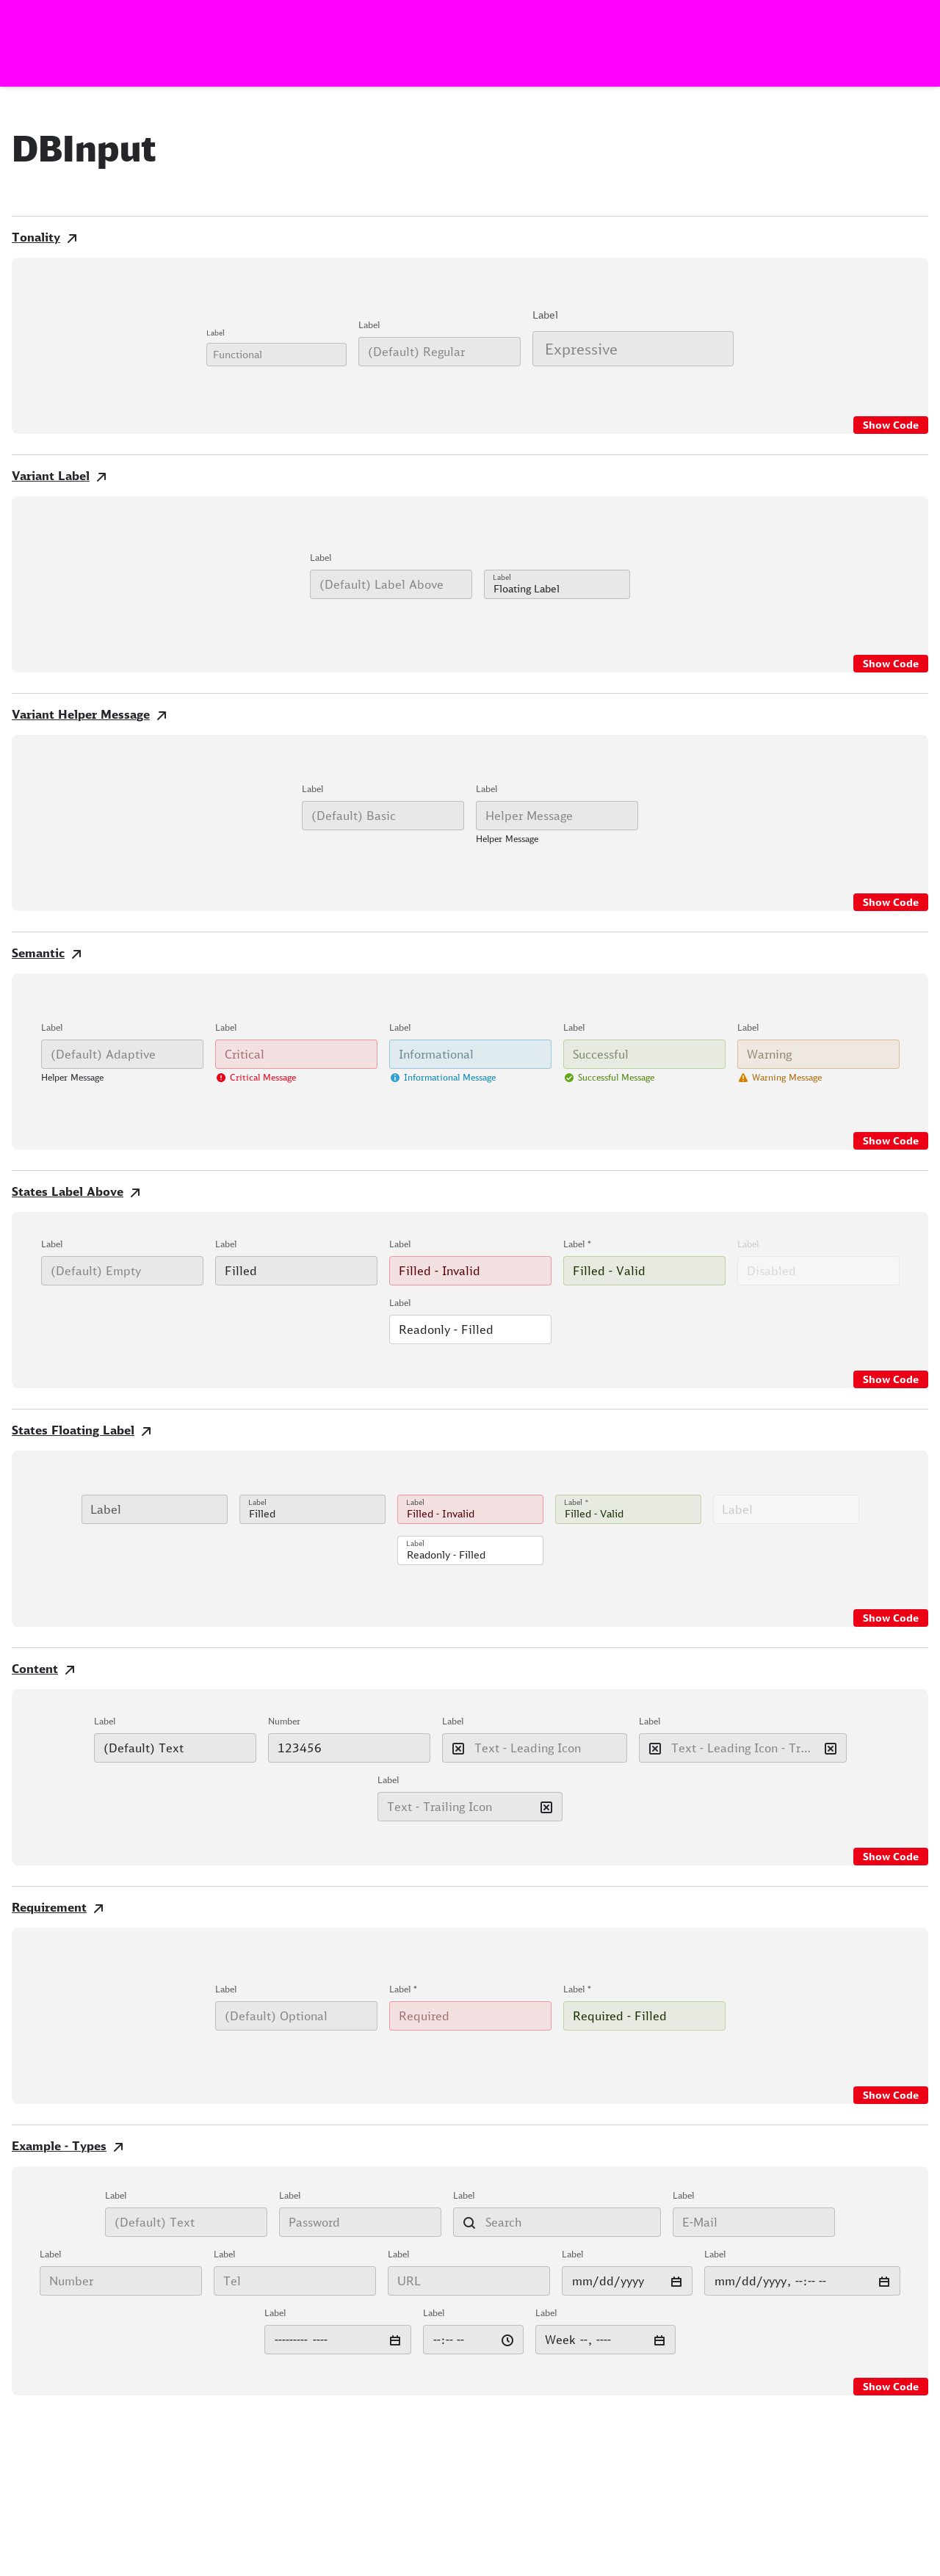 DBInput
Tonality
Label
Label
Label
Functional
(Default) Regular
Expressive
Show Code
Variant Label
Label
(Default) Label Above
Label
Floating Label
Show Code
Variant Helper Message
Label
Label
(Default) Basic
Helper Message
Helper Message
Show Code
Semantic
Label
Label
Label
Label
Label
(Default) Adaptive
Critical
Informational
Successful
Warning
Helper Message
Critical Message
Informational Message
Successful Message
Warning Message
Show Code
States Label Above
Label
Label
Label
Label *
Label
(Default) Empty
Filled
Filled - Invalid
Filled - Valid
Disabled
Label
Readonly - Filled
Show Code
States Floating Label
Label
Label
Filled
Label
Filled - Invalid
Label *
Filled - Valid
Label
Label
Readonly - Filled
Show Code
Content
Label
Number
Label
Label
(Default) Text
123456
Text - Leading Icon
Text - Leading Icon - Tr...
Label
Text - Trailing Icon
Show Code
Requirement
Label
Label *
Label *
(Default) Optional
Required
Required - Filled
Show Code
Example - Types
Label
Label
Label
Label
(Default) Text
Password
Search
E-Mail
Label
Label
Label
Label
Label
Number
Tel
URL
mm/dd/yyyy
mm/dd/yyyy, --:-- --
Label
Label
Label
--------- ----
--:-- --
Week --, ----
Show Code